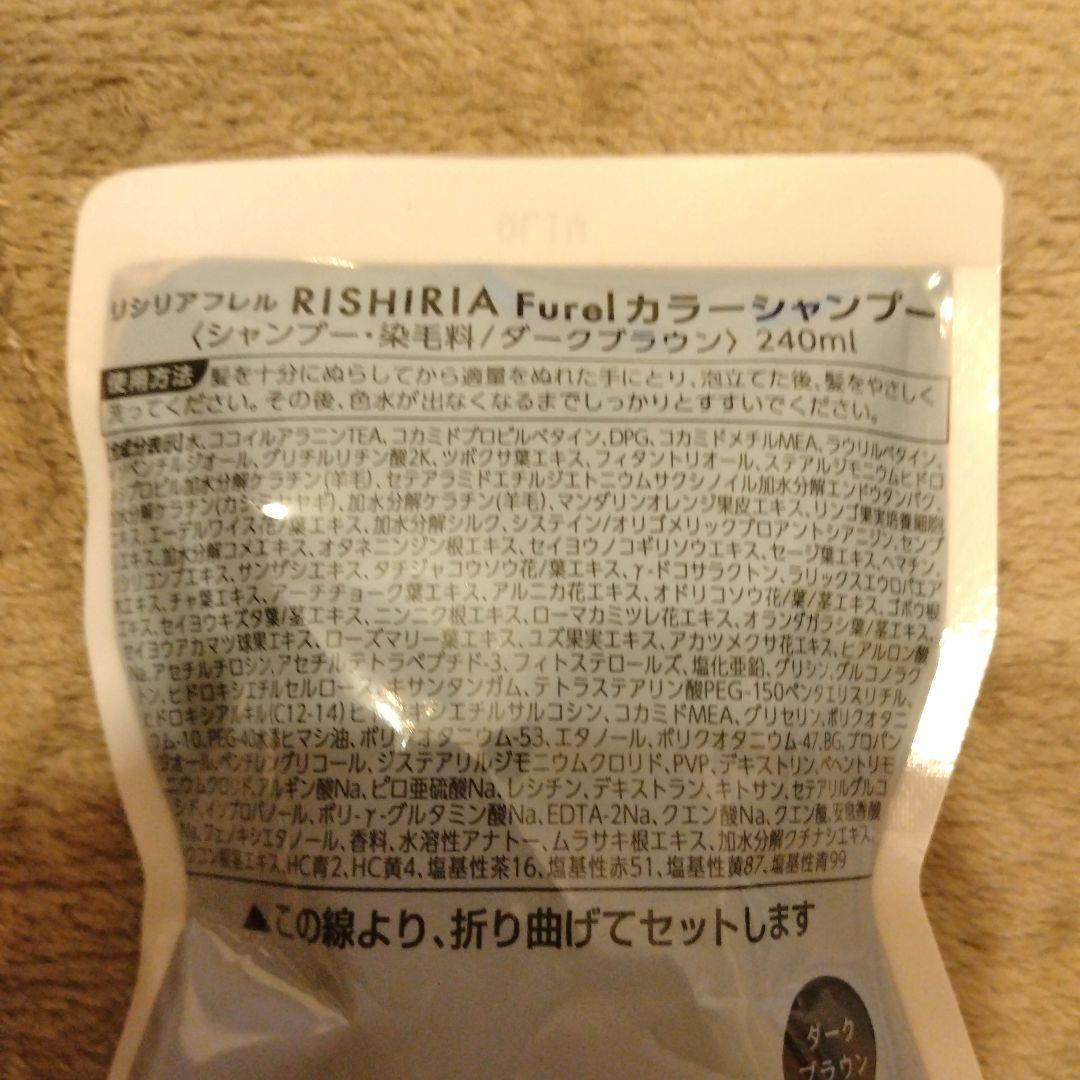 リシリアフレル RISHIRIA Furel カラーシャンプー
〈シャンプー・染毛料/ダークブラウン〉 240ml
使用方法 髪を十分にぬらしてから適量をぬれた手にとり、泡立てた後、髪をやさしく
洗ってください。その後、色水が出なくなるまでしっかりとすすいでください。
全成分表示 水、ココイルアラニンTEA、コカミドプロピルベタイン、DPG、コカミドメチルMEA、ラウリルベタイン、
ペンチルジオール、グリチルリチン酸2K、ツボクサ葉エキス、フィタントリオール、ステアルジモニウムヒドロ
プロピル加水分解ケラチン(羊毛)、セテアラミドエチルジエトニウムサクシノイル加水分解エンドウタンパク、
分解ケラチン(カシミヤヤギ)、加水分解ケラチン(羊毛)、マンダリンオレンジ果皮エキス、リンゴ果実培養細胞
エキス、エーデルワイス花/葉エキス、加水分解シルク、システイン/オリゴメリックプロアントシアニジン、センブ
エキス、加水分解コメエキス、オタネニンジン根エキス、セイヨウノコギリソウエキス、セージ葉エキス、ヘマチン、
リシリコンブエキス、サンザシエキス、タチジャコウソウ花/葉エキス、γ-ドコサラクトン、ラリックスエウロパエア
エキス、チャ葉エキス、アーチチョーク葉エキス、アルニカ花エキス、オドリコソウ花/葉/茎エキス、ゴボウ根
エキス、セイヨウキズタ葉/茎エキス、ニンニク根エキス、ローマカミツレ花エキス、オランダガラシ葉/茎エキス、
セイヨウアカマツ球果エキス、ローズマリー葉エキス、ユズ果実エキス、アカツメクサ花エキス、ヒアルロン酸
Na、アセチルチロシン、アセチルテトラペプチド-3、フィトステロールズ、塩化亜鉛、グリシン、グルコノラク
トン、ヒドロキシエチルセルロース、キサンタンガム、テトラステアリン酸PEG-150ペンタエリスリチル、
ヒドロキシアルキル(C12-14)ヒドロキシエチルサルコシン、コカミドMEA、グリセリン、ポリクオタニ
ウム-10、PEG-40水添ヒマシ油、ポリクオタニウム-53、エタノール、ポリクオタニウム-47、BG、プロパン
ジオール、ペンチレングリコール、ジステアリルジモニウムクロリド、PVP、デキストリン、ベヘントリモ
ニウムクロリド、アルギン酸Na、ピロ亜硫酸Na、レシチン、デキストラン、キトサン、セテアリルグルコ
シド、イソプロパノール、ポリ-γ-グルタミン酸Na、EDTA-2Na、クエン酸Na、クエン酸、安息香酸
Na、フェノキシエタノール、香料、水溶性アナトー、ムラサキ根エキス、加水分解クチナシエキス、
ウコン根茎エキス、HC青2、HC黄4、塩基性茶16、塩基性赤51、塩基性黄87、塩基性青99
▲この線より、折り曲げてセットします
ダーク
ブラウン